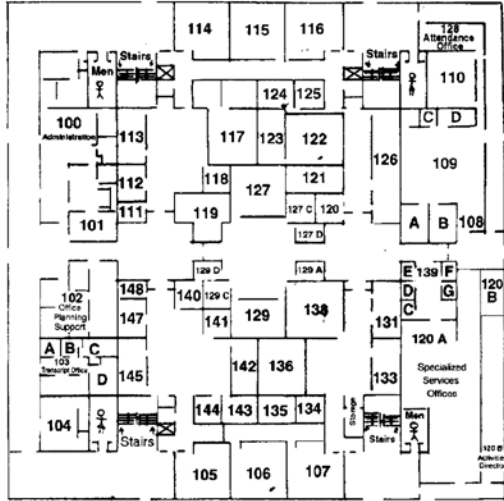 114
115
116
128
Attendance
Office
Stairs
Stairs
Men
110
124
125
C
D
100
Administration
113
117
123
122
126
109
112
118
127
121
111
119
127 C
120
A
B
108
101
127 D
129 D
129 A
E
139
F
102
Office
Planning
Support
148
140
129 C
D
G
120
B
147
141
129
138
131
C
120 A
A
B
C
103
Transcript Office
142
136
133
Specialized
Services
Offices
D
145
104
144
143
135
134
Storage
Men
Stairs
Stairs
105
106
107
120 B